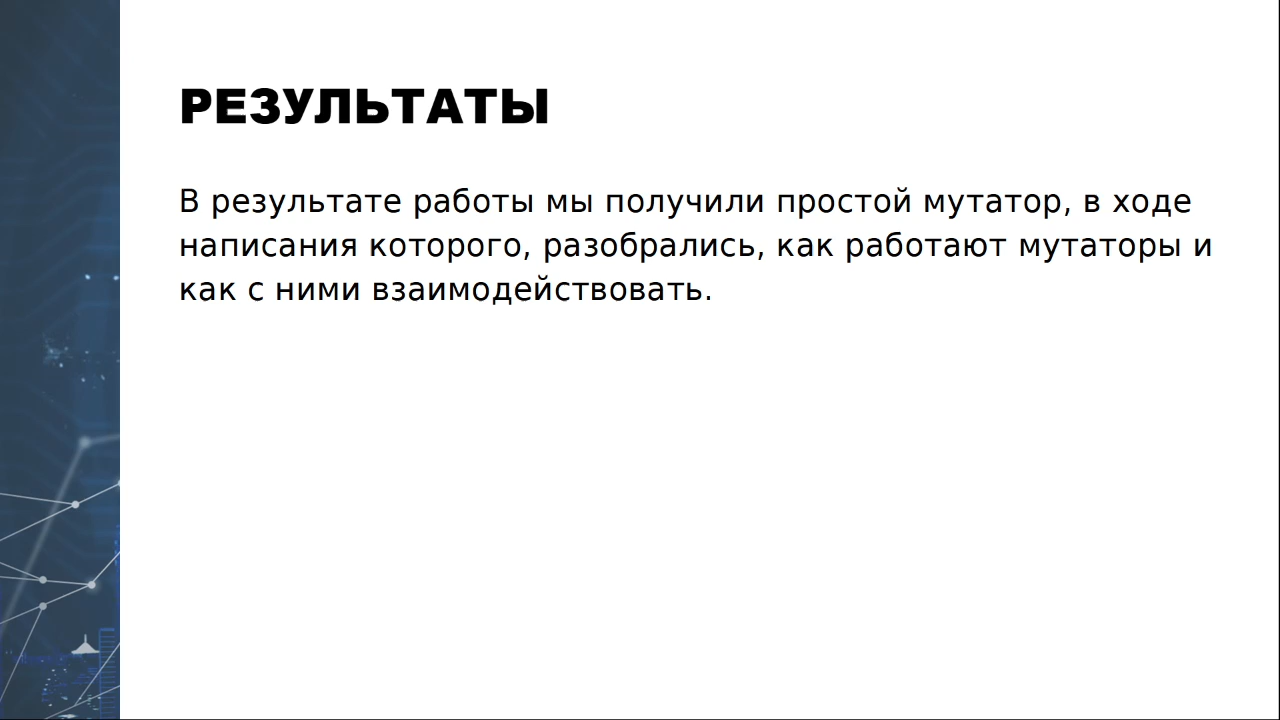 РЕЗУЛЬТАТЫ
В результате работы мы получили простой мутатор, в ходе
написания которого, разобрались, как работают мутаторы и
как с ними взаимодействовать.